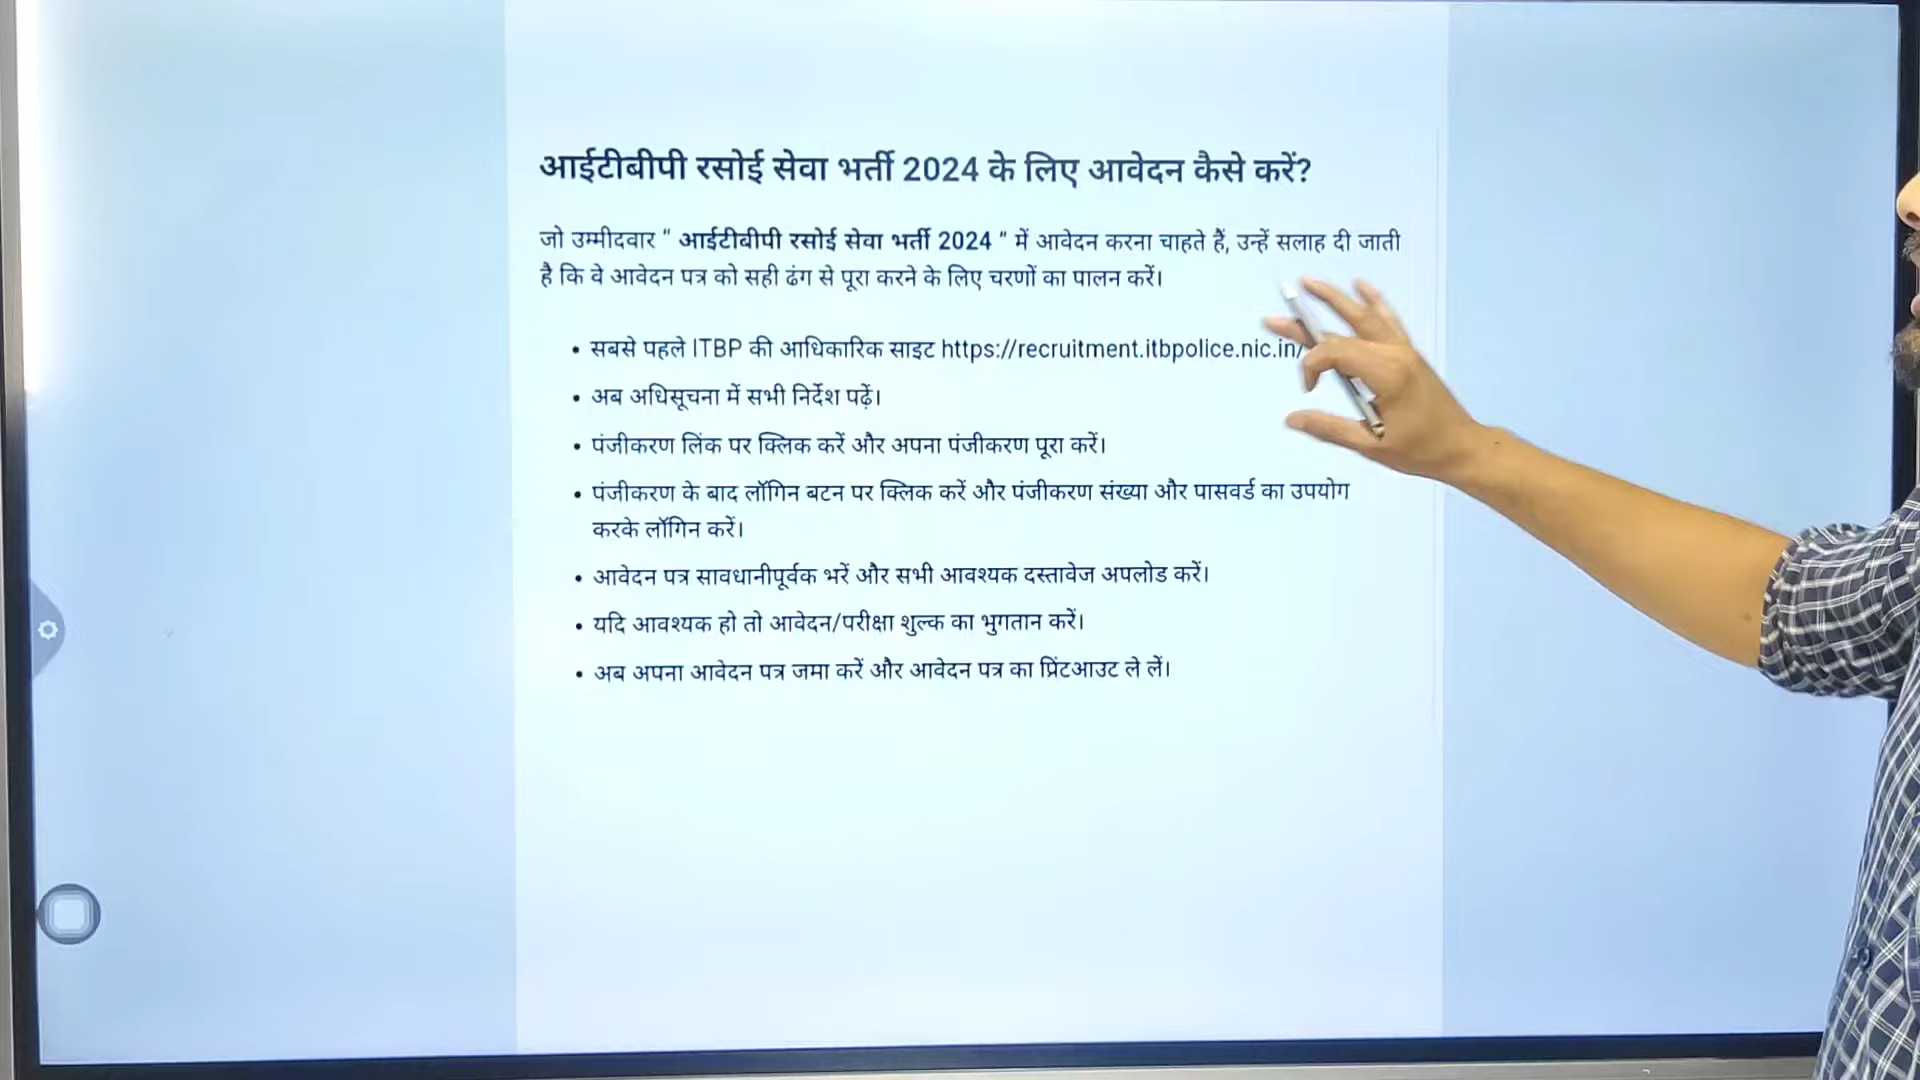 आईटीबीपी रसोई सेवा भर्ती 2024 के लिए आवेदन कैसे करें?
जो उम्मीदवार “ आईटीबीपी रसोई सेवा भर्ती 2024 ” में आवेदन करना चाहते हैं, उन्हें सलाह दी जाती
है कि वे आवेदन पत्र को सही ढंग से पूरा करने के लिए चरणों का पालन करें।
• सबसे पहले ITBP की आधिकारिक साइट https://recruitment.itbpolice.nic.in/
• अब अधिसूचना में सभी निर्देश पढ़ें।
• पंजीकरण लिंक पर क्लिक करें और अपना पंजीकरण पूरा करें।
• पंजीकरण के बाद लॉगिन बटन पर क्लिक करें और पंजीकरण संख्या और पासवर्ड का उपयोग
करके लॉगिन करें।
• आवेदन पत्र सावधानीपूर्वक भरें और सभी आवश्यक दस्तावेज अपलोड करें।
• यदि आवश्यक हो तो आवेदन/परीक्षा शुल्क का भुगतान करें।
• अब अपना आवेदन पत्र जमा करें और आवेदन पत्र का प्रिंटआउट ले लें।